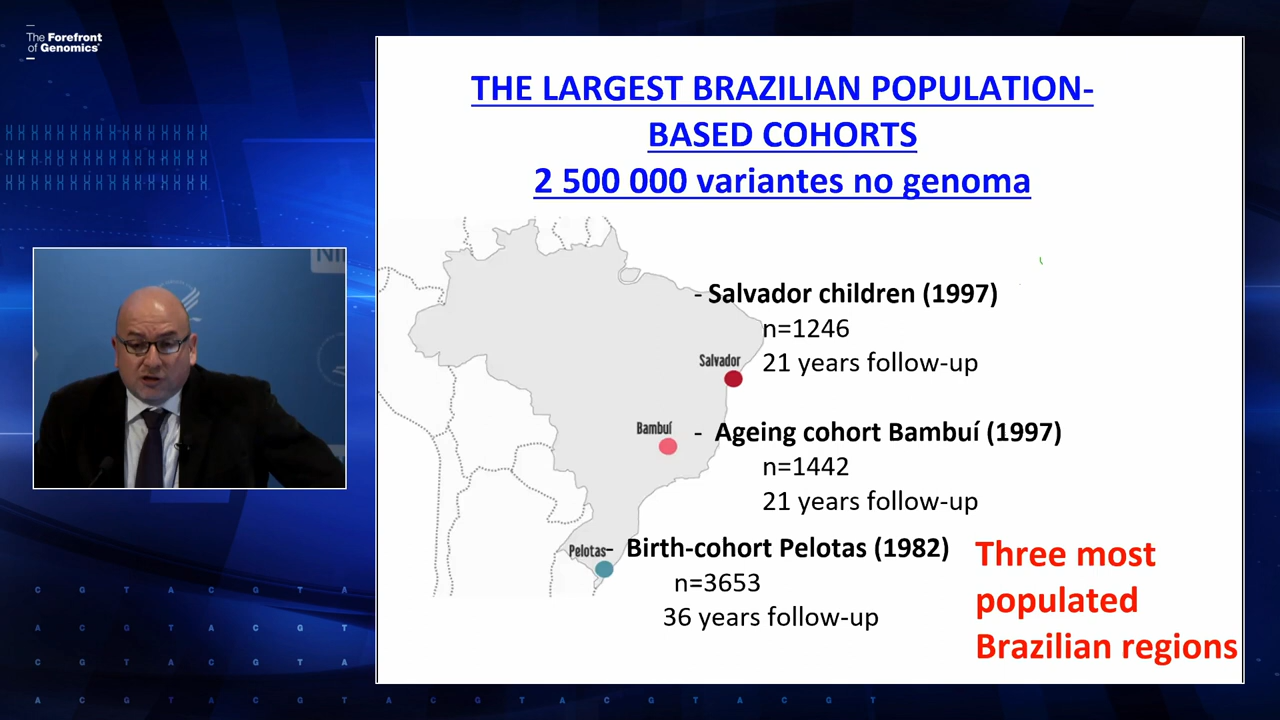 The Forefront
of Genomics®
THE LARGEST BRAZILIAN POPULATION-
BASED COHORTS
2 500 000 variantes no genoma
- Salvador children (1997)
n=1246
21 years follow-up
Salvador
Bambuí
- Ageing cohort Bambuí (1997)
n=1442
21 years follow-up
Pelotas
- Birth-cohort Pelotas (1982)
n=3653
36 years follow-up
Three most
populated
Brazilian regions
C G T A C G T A
A C G T A C G T
C G T A C G T A
A C G T A C G T A C G T A C G T A C G T